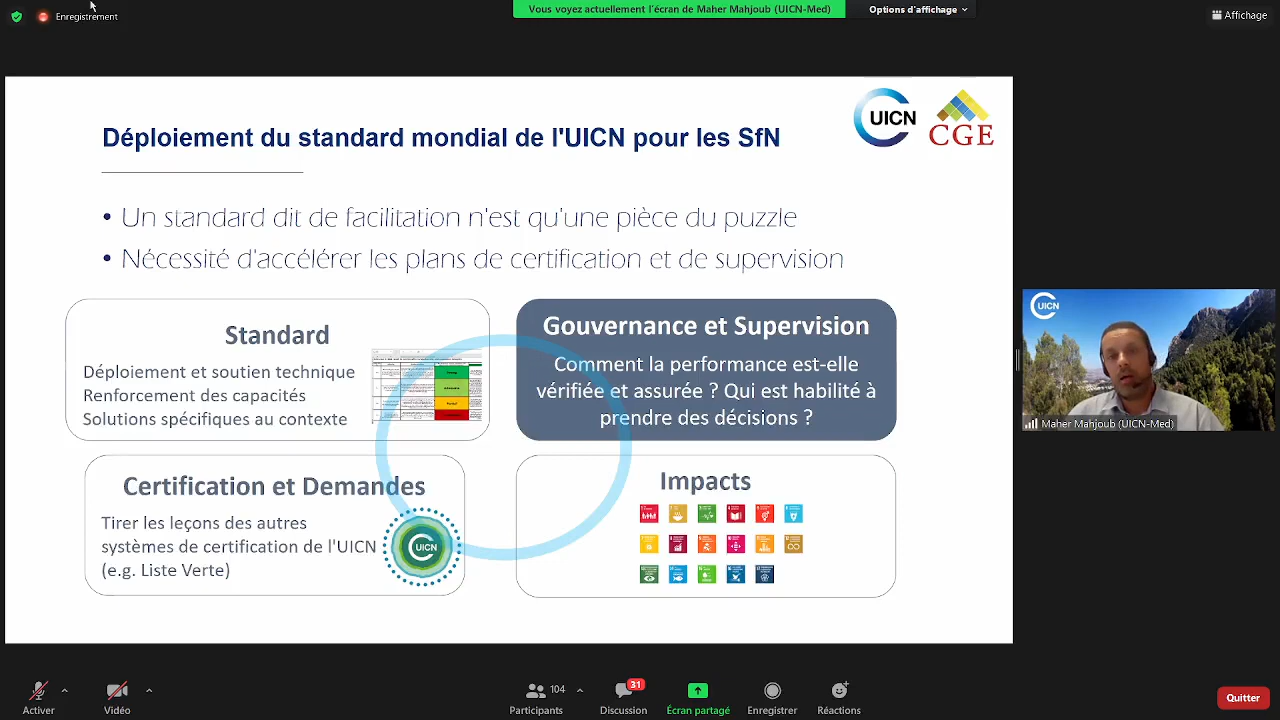 Enregistrement
Vous voyez actuellement l'écran de Maher Mahjoub (UICN-Med)
Options d'affichage
Affichage
Déploiement du standard mondial de l'UICN pour les SfN
UICN
CGE
• Un standard dit de facilitation n'est qu'une pièce du puzzle
• Nécessité d'accélérer les plans de certification et de supervision
Standard
Déploiement et soutien technique
Renforcement des capacités
Solutions spécifiques au contexte
Gouvernance et Supervision
Comment la performance est-elle
vérifiée et assurée ? Qui est habilité à
prendre des décisions ?
Certification et Demandes
Tirer les leçons des autres
systèmes de certification de l'UICN
(e.g. Liste Verte)
UICN
Impacts
UICN
Maher Mahjoub (UICN-Med)
Activer
Vidéo
104
Participants
31
Discussion
Écran partagé
Enregistrer
Réactions
Quitter